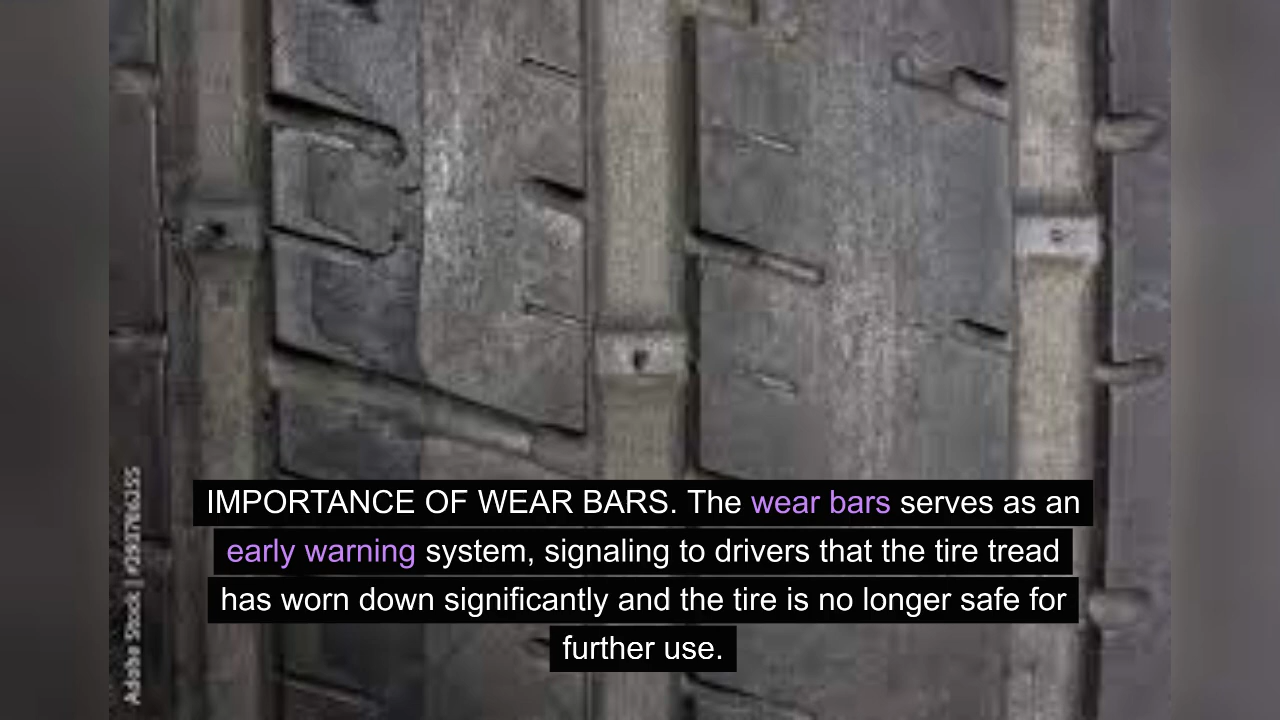 IMPORTANCE OF WEAR BARS. The wear bars serves as an
early warning system, signaling to drivers that the tire tread
has worn down significantly and the tire is no longer safe for
further use.
Adobe Stock | #253766355